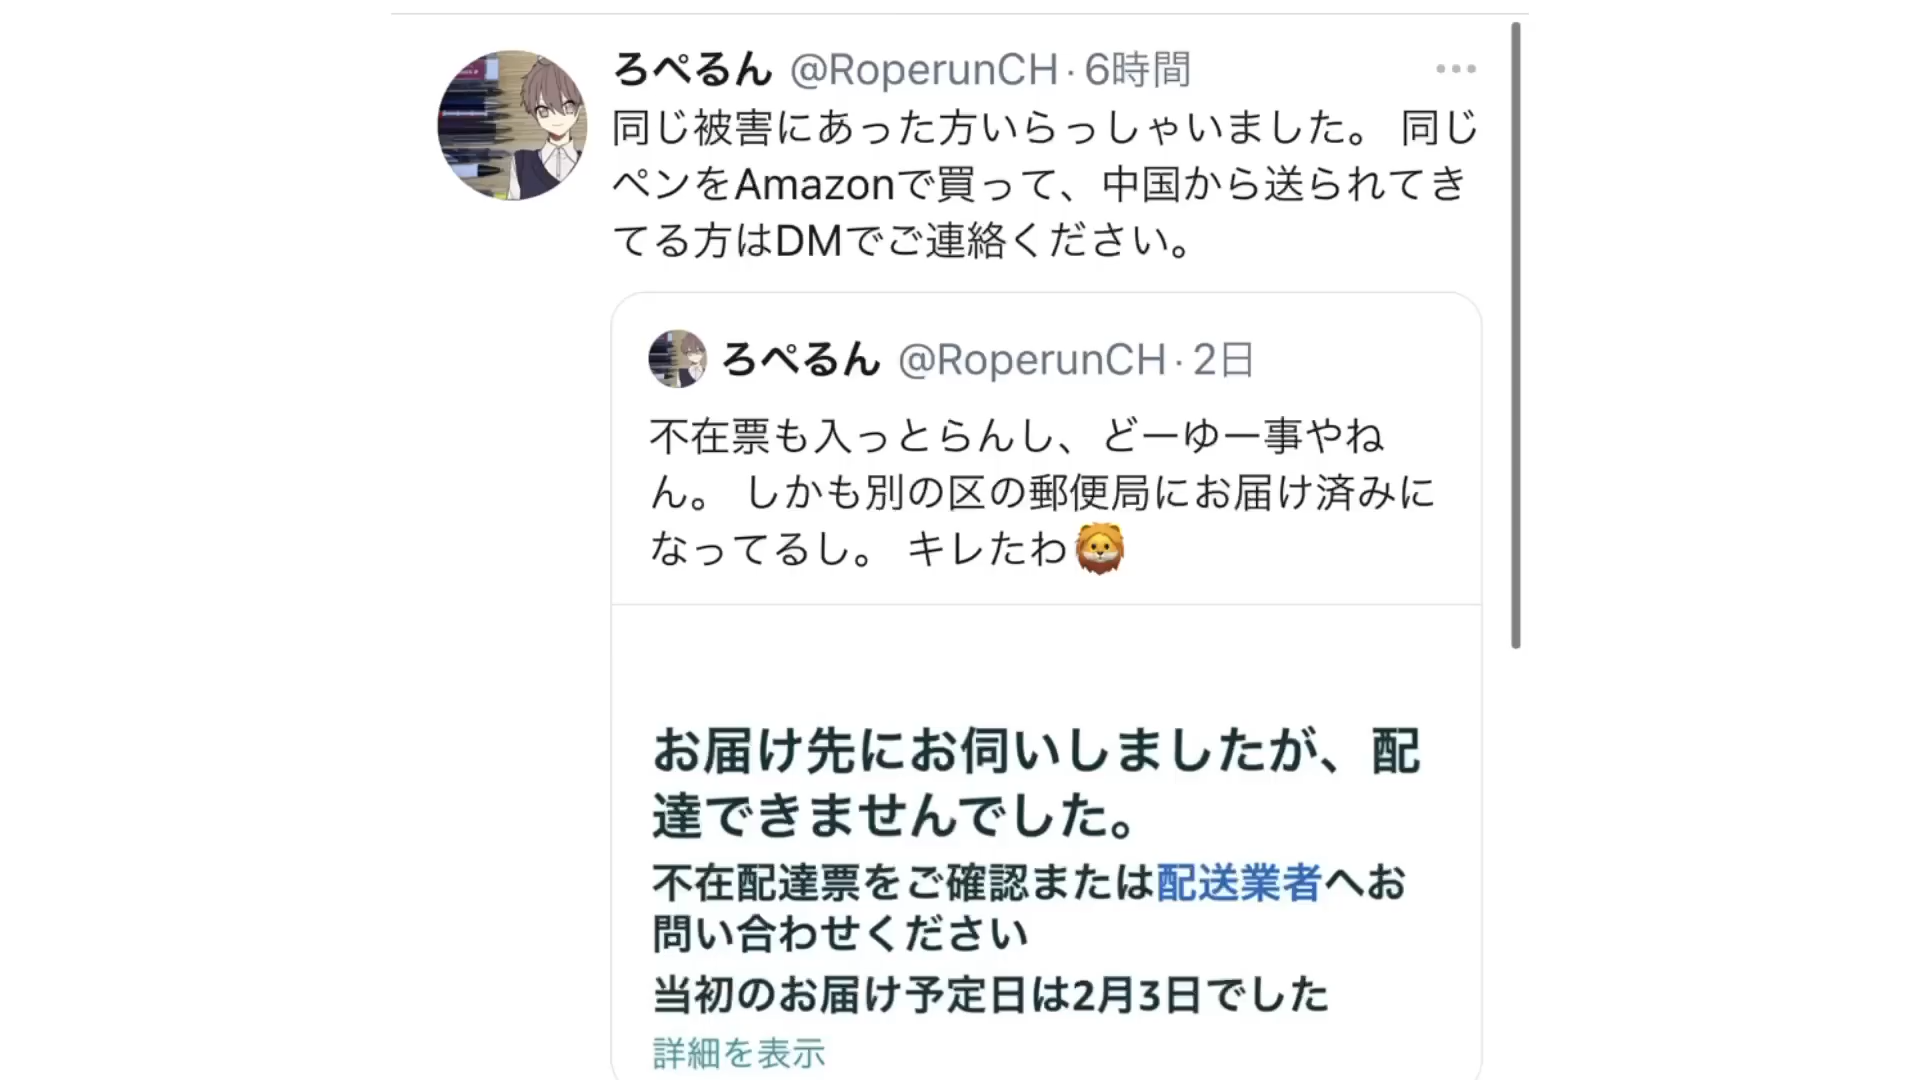 ろぺるん @RoperunCH · 6時間
同じ被害にあった方いらっしゃいました。 同じ
ペンをAmazonで買って、中国から送られてき
てる方はDMでご連絡ください。
ろぺるん @RoperunCH · 2日
不在票も入っとらんし、どーゆー事やね
ん。 しかも別の区の郵便局にお届け済みに
なってるし。 キレたわ🦁
お届け先にお伺いしましたが、配
達できませんでした。
不在配達票をご確認または配送業者へお
問い合わせください
当初のお届け予定日は2月3日でした
詳細を表示